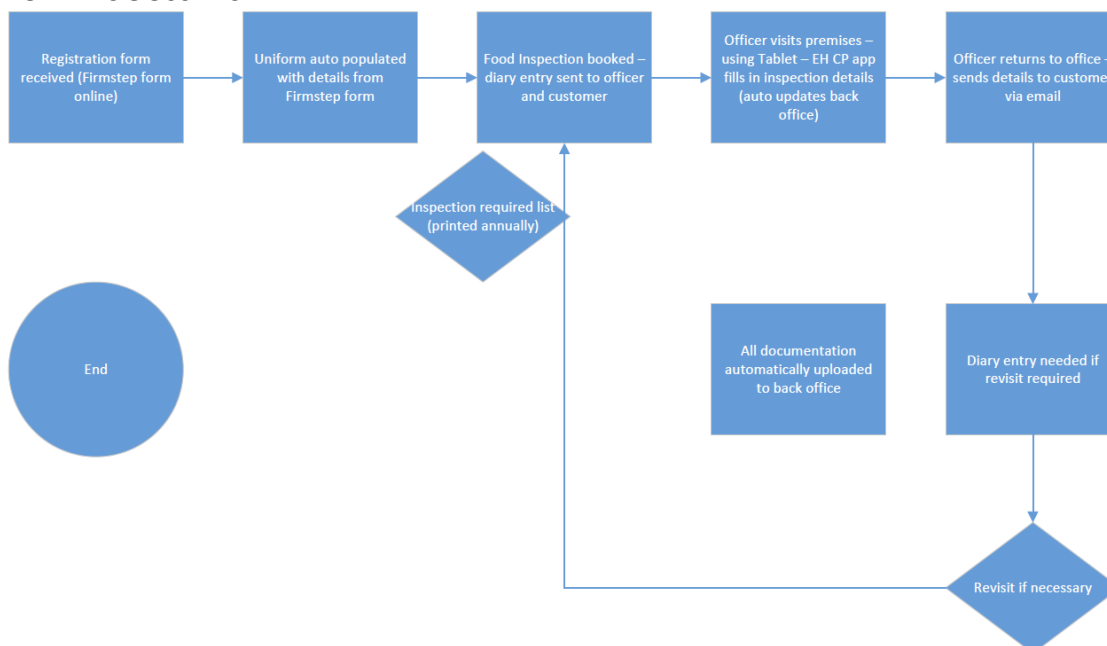 Registration form
received (Firmstep form
online)
Uniform auto populated
with details from
Firmstep form
Food Inspection booked –
diary entry sent to officer
and customer
Officer visits premises –
using Tablet – EH CP app
fills in inspection details
(auto updates back
office)
Officer returns to office –
sends details to customer
via email
Inspection required list
(printed annually)
End
All documentation
automatically uploaded
to back office
Diary entry needed if
revisit required
Revisit if necessary